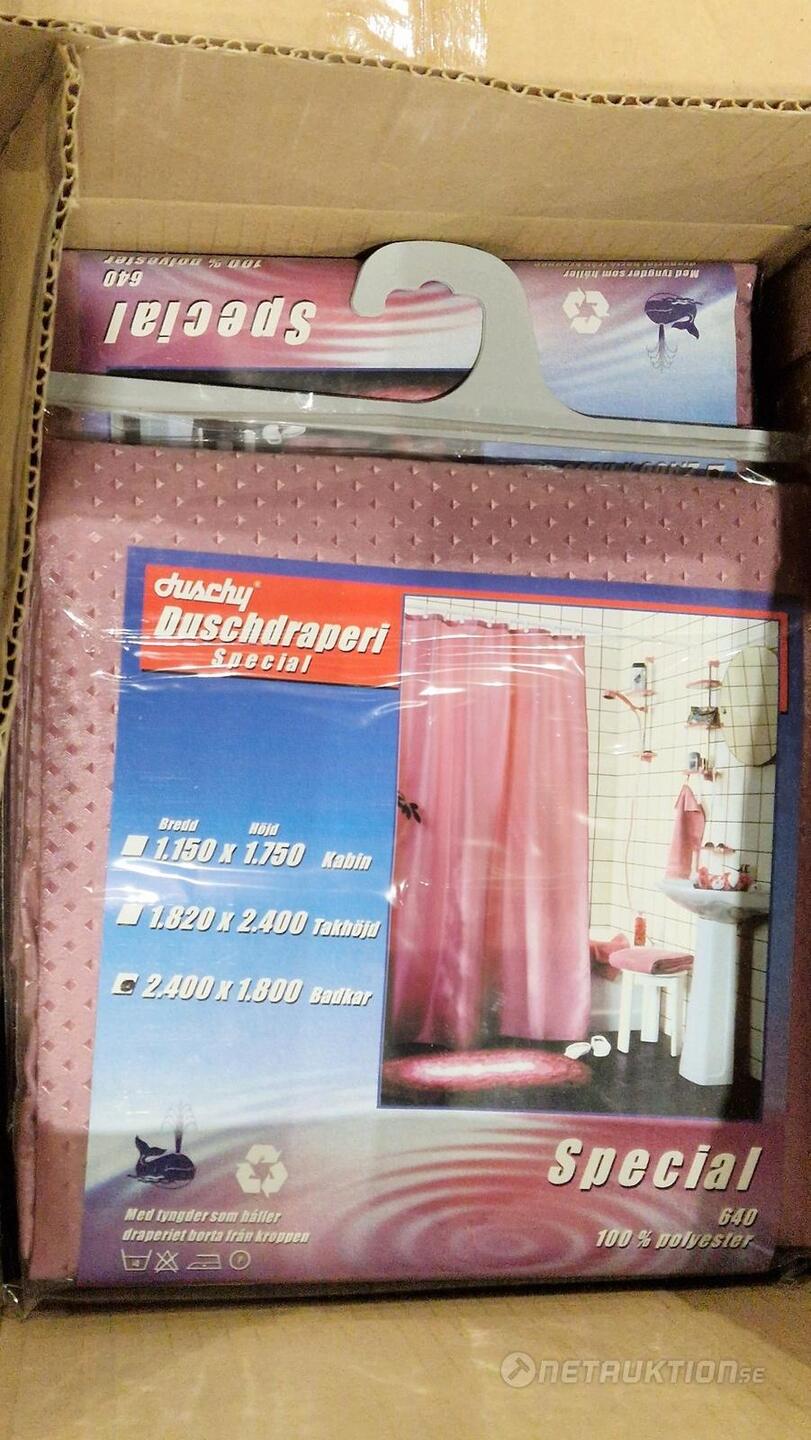 640
100 % polyester
Special
Med tyngder som håller
duschy®
Duschdraperi
Special
Bredd Höjd
1.150 x 1.750 Kabin
1.820 x 2.400 Takhöjd
2.400 x 1.800 Badkar
Med tyngder som håller
draperiet borta från kroppen
Special
640
100 % polyester
NETAUKTION.SE